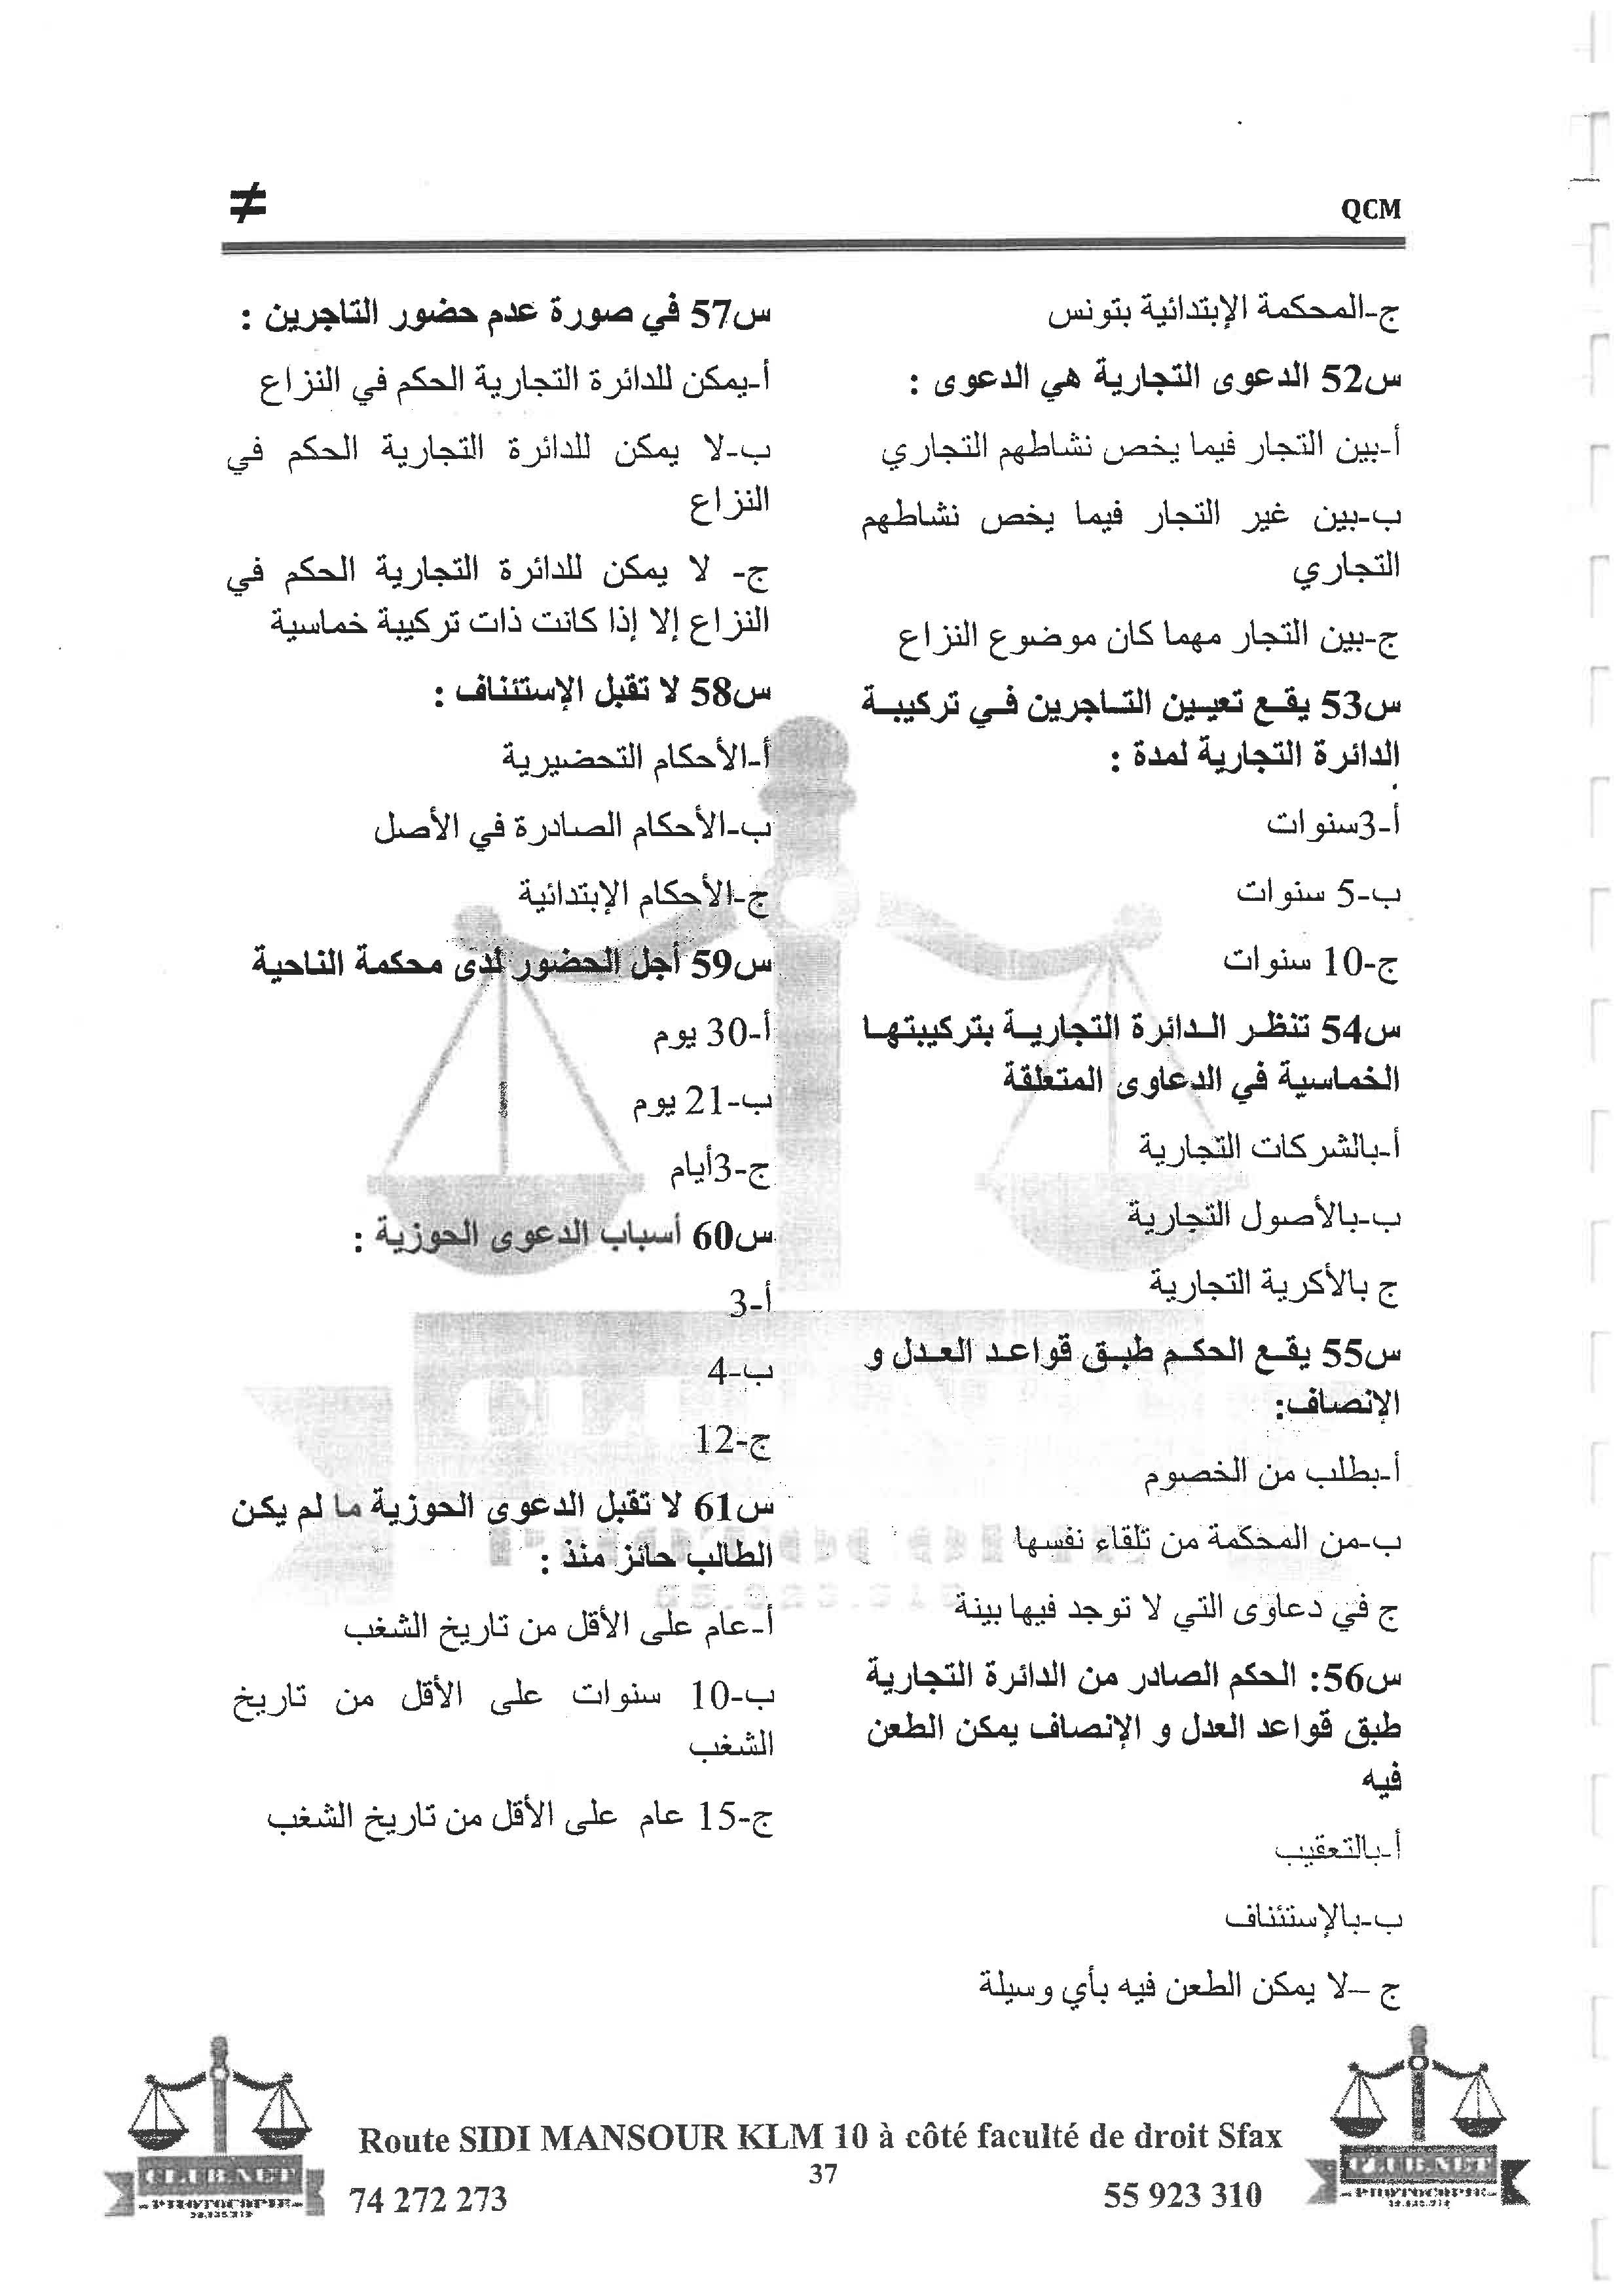 QCM
≠
ج-المحكمة الإبتدائية بتونس
س52 الدعوى التجارية هي الدعوى :
أ-بين التجار فيما يخص نشاطهم التجاري
ب-بين غير التجار فيما يخص نشاطهم
التجاري
ج-بين التجار مهما كان موضوع النزاع
س53 يقع تعيين التاجرين في تركيبة
الدائرة التجارية لمدة :
أ-3سنوات
ب-5 سنوات
ج-10 سنوات
س54 تنظر الدائرة التجارية بتركيبتها
الخماسية في الدعاوى المتعلقة
أ-بالشركات التجارية
ب-بالأصول التجارية
ج بالأكرية التجارية
س55 يقع الحكم طبق قواعد العدل و
الإنصاف:
أ-بطلب من الخصوم
ب-من المحكمة من تلقاء نفسها
ج في دعاوى التي لا توجد فيها بينة
س56: الحكم الصادر من الدائرة التجارية
طبق قواعد العدل و الإنصاف يمكن الطعن
فيه
أ-بالتعقيب
ب-بالإستئناف
ج –لا يمكن الطعن فيه بأي وسيلة
س57 في صورة عدم حضور التاجرين :
أ-يمكن للدائرة التجارية الحكم في النزاع
ب-لا يمكن للدائرة التجارية الحكم في
النزاع
ج- لا يمكن للدائرة التجارية الحكم في
النزاع إلا إذا كانت ذات تركيبة خماسية
س58 لا تقبل الإستئناف :
أ-الأحكام التحضيرية
ب-الأحكام الصادرة في الأصل
ج-الأحكام الإبتدائية
س59 أجل الحضور لدى محكمة الناحية
أ-30 يوم
ب-21 يوم
ج-3أيام
س60 أسباب الدعوى الحوزية :
أ-3
ب-4
ج-12
س61 لا تقبل الدعوى الحوزية ما لم يكن
الطالب حائز منذ :
أ-عام على الأقل من تاريخ الشغب
ب-10 سنوات على الأقل من تاريخ
الشغب
ج-15 عام على الأقل من تاريخ الشغب
Route SIDI MANSOUR KLM 10 à côté faculté de droit Sfax
37
74 272 273
55 923 310
CLUB.NET
CLUB.NET